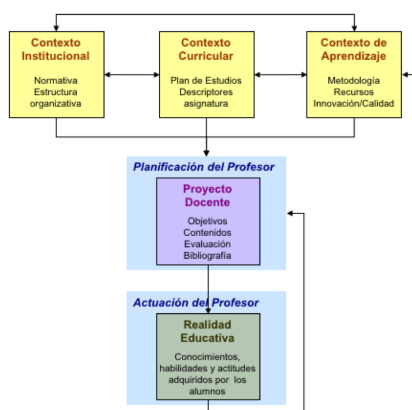 Contexto
Institucional
Normativa
Estructura
organizativa
Contexto
Curricular
Plan de Estudios
Descriptores
asignatura
Contexto de
Aprendizaje
Metodología
Recursos
Innovación/Calidad
Planificación del Profesor
Proyecto
Docente
Objetivos
Contenidos
Evaluación
Bibliografía
Actuación del Profesor
Realidad
Educativa
Conocimientos,
habilidades y actitudes
adquiridos por los
alumnos